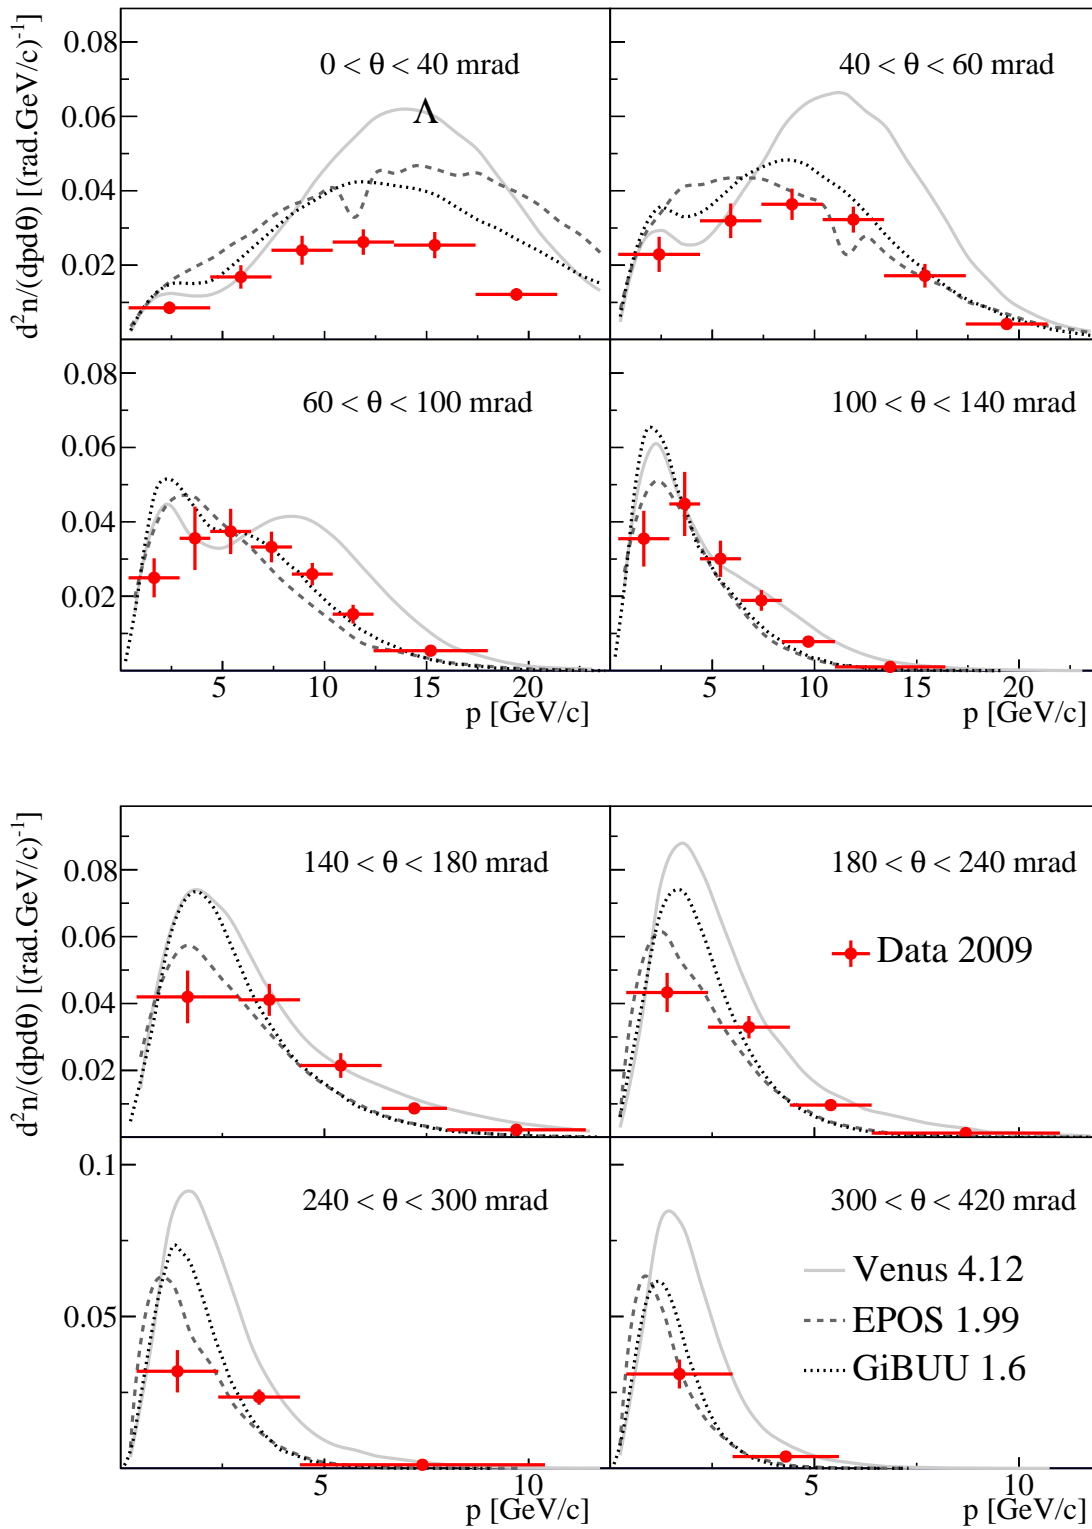 d²n/(dpdθ) [(rad.GeV/c)⁻¹]
0.08
0.06
0.04
0.02
0 < θ < 40 mrad
Λ
40 < θ < 60 mrad
0.08
0.06
0.04
0.02
60 < θ < 100 mrad
100 < θ < 140 mrad
5 10 15 20
5 10 15 20
p [GeV/c]
p [GeV/c]
d²n/(dpdθ) [(rad.GeV/c)⁻¹]
0.08
0.06
0.04
0.02
140 < θ < 180 mrad
180 < θ < 240 mrad
Data 2009
0.1
0.05
240 < θ < 300 mrad
300 < θ < 420 mrad
Venus 4.12
EPOS 1.99
GiBUU 1.6
5 10
5 10
p [GeV/c]
p [GeV/c]